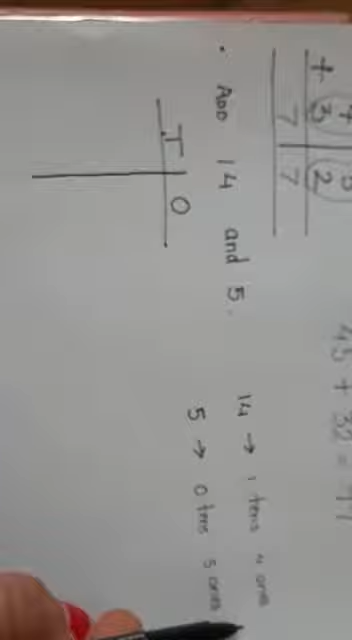 4 5
+ 3 2
7 7
45 + 32 = 77
• ADD 14 and 5.
14 → 1 tens 4 ones
5 → 0 tens 5 ones
T O